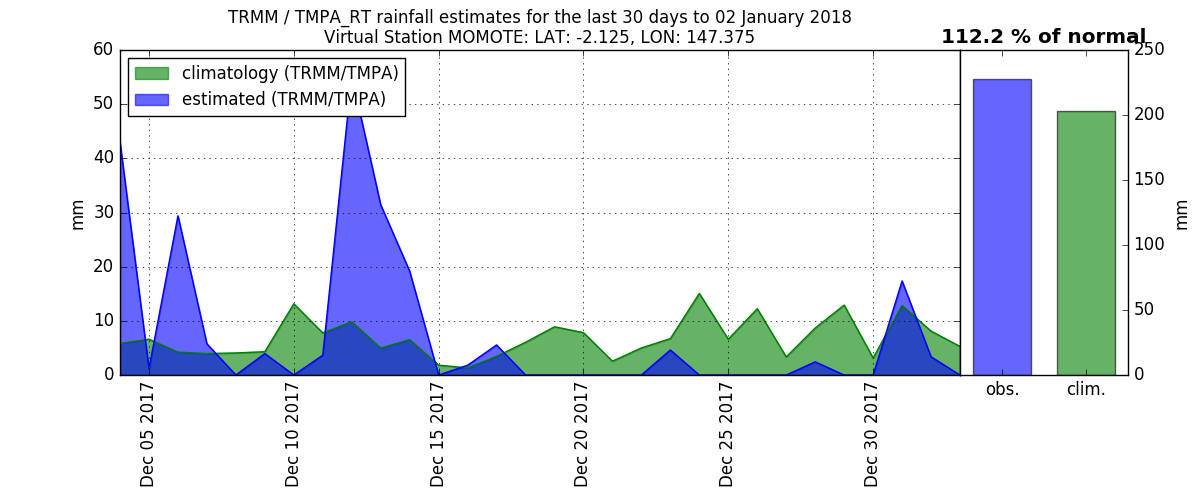 TRMM / TMPA_RT rainfall estimates for the last 30 days to 02 January 2018
Virtual Station MOMOTE: LAT: -2.125, LON: 147.375
112.2 % of normal
climatology (TRMM/TMPA)
estimated (TRMM/TMPA)
mm
60
50
40
30
20
10
0
Dec 05 2017
Dec 10 2017
Dec 15 2017
Dec 20 2017
Dec 25 2017
Dec 30 2017
250
200
150
100
50
0
mm
obs.
clim.